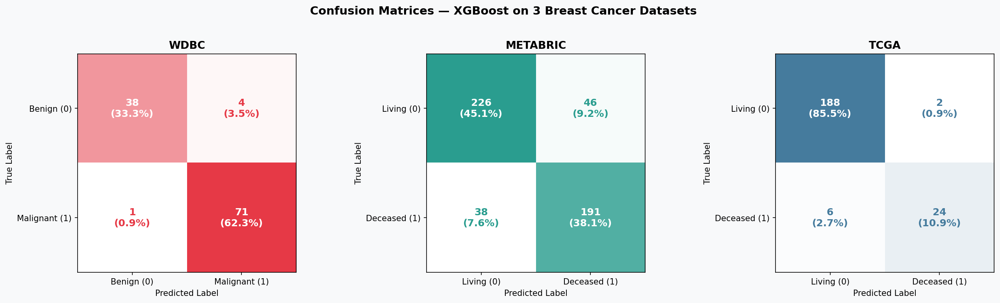 Confusion Matrices — XGBoost on 3 Breast Cancer Datasets
WDBC
True Label
Benign (0)
Malignant (1)
38
(33.3%)
4
(3.5%)
1
(0.9%)
71
(62.3%)
Benign (0)
Malignant (1)
Predicted Label
METABRIC
True Label
Living (0)
Deceased (1)
226
(45.1%)
46
(9.2%)
38
(7.6%)
191
(38.1%)
Living (0)
Deceased (1)
Predicted Label
TCGA
True Label
Living (0)
Deceased (1)
188
(85.5%)
2
(0.9%)
6
(2.7%)
24
(10.9%)
Living (0)
Deceased (1)
Predicted Label